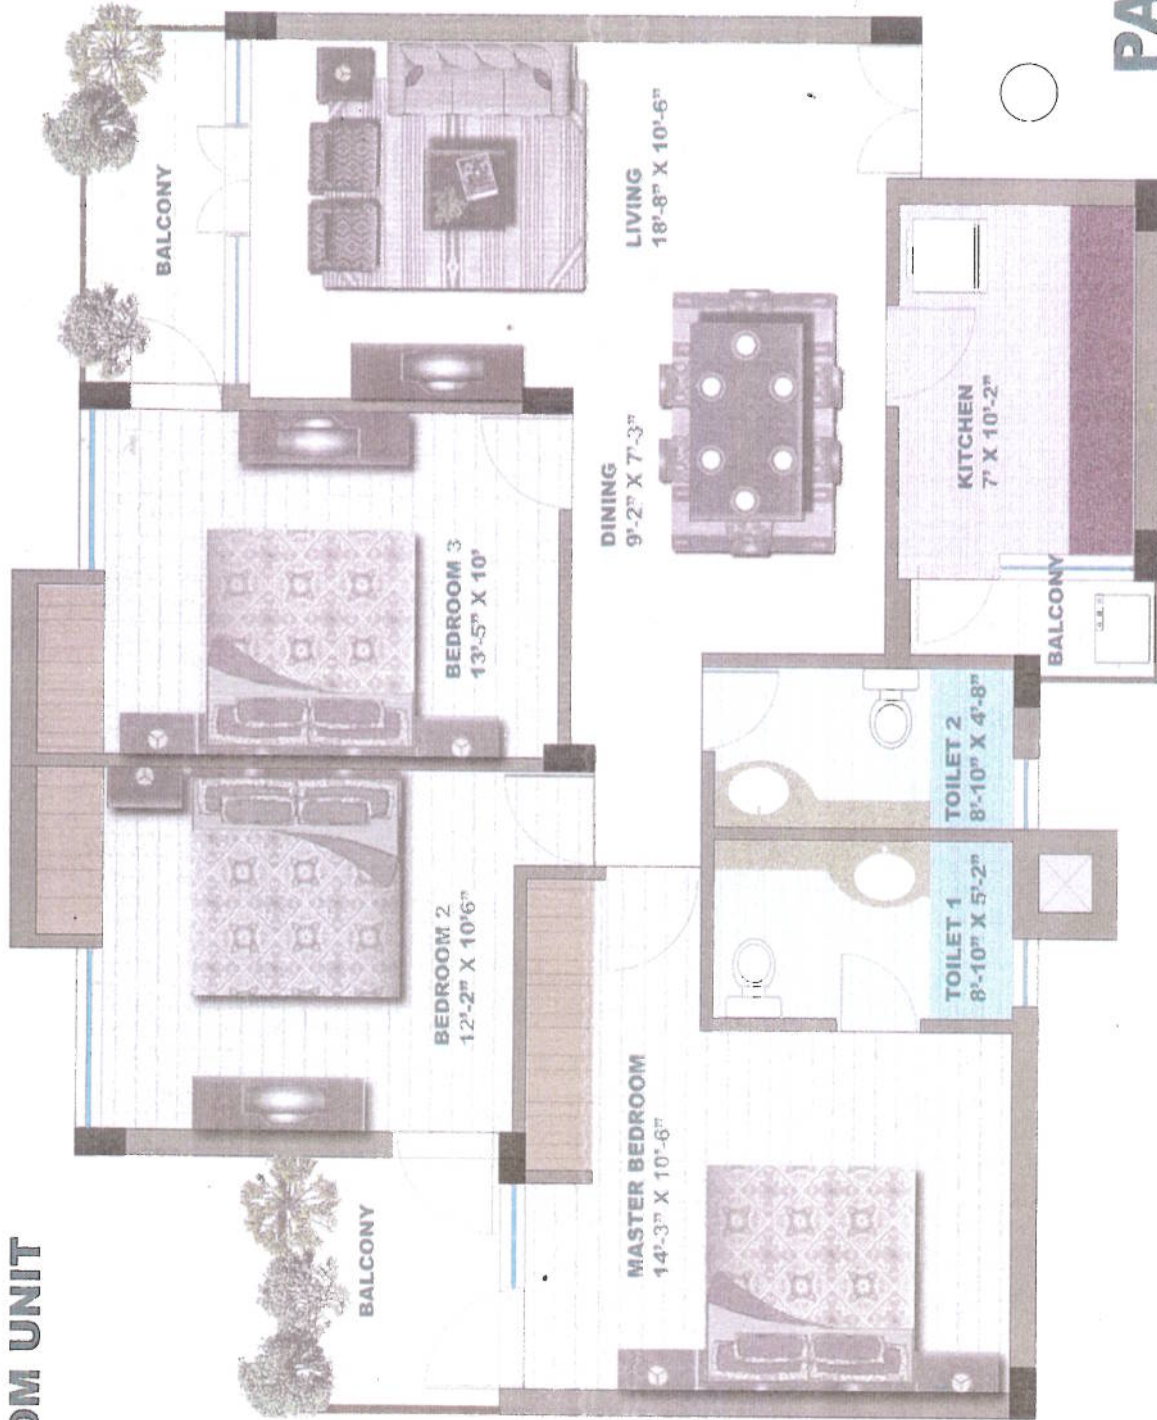 OM UNIT
BALCONY
BALCONY
BEDROOM 2
12'-2" X 10'6"
BEDROOM 3
13'-5" X 10'
DINING
9'-2" X 7'-3"
LIVING
18'-8" X 10'-6"
MASTER BEDROOM
14'-3" X 10'-6"
TOILET 1
8'-10" X 5'-2"
TOILET 2
8'-10" X 4'-8"
KITCHEN
7' X 10'-2"
BALCONY
PA